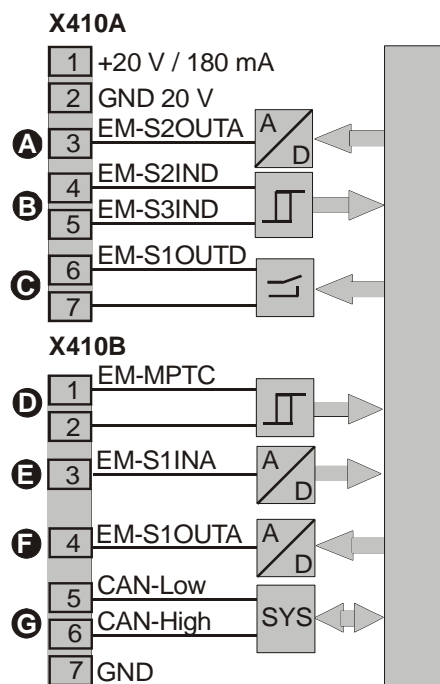 X410A
1 +20 V / 180 mA
2 GND 20 V
A 3 EM-S2OUTA A/D
B 4 EM-S2IND
5 EM-S3IND
C 6 EM-S1OUTD
7
X410B
D 1 EM-MPTC
2
E 3 EM-S1INA A/D
F 4 EM-S1OUTA A/D
G 5 CAN-Low SYS
6 CAN-High
7 GND